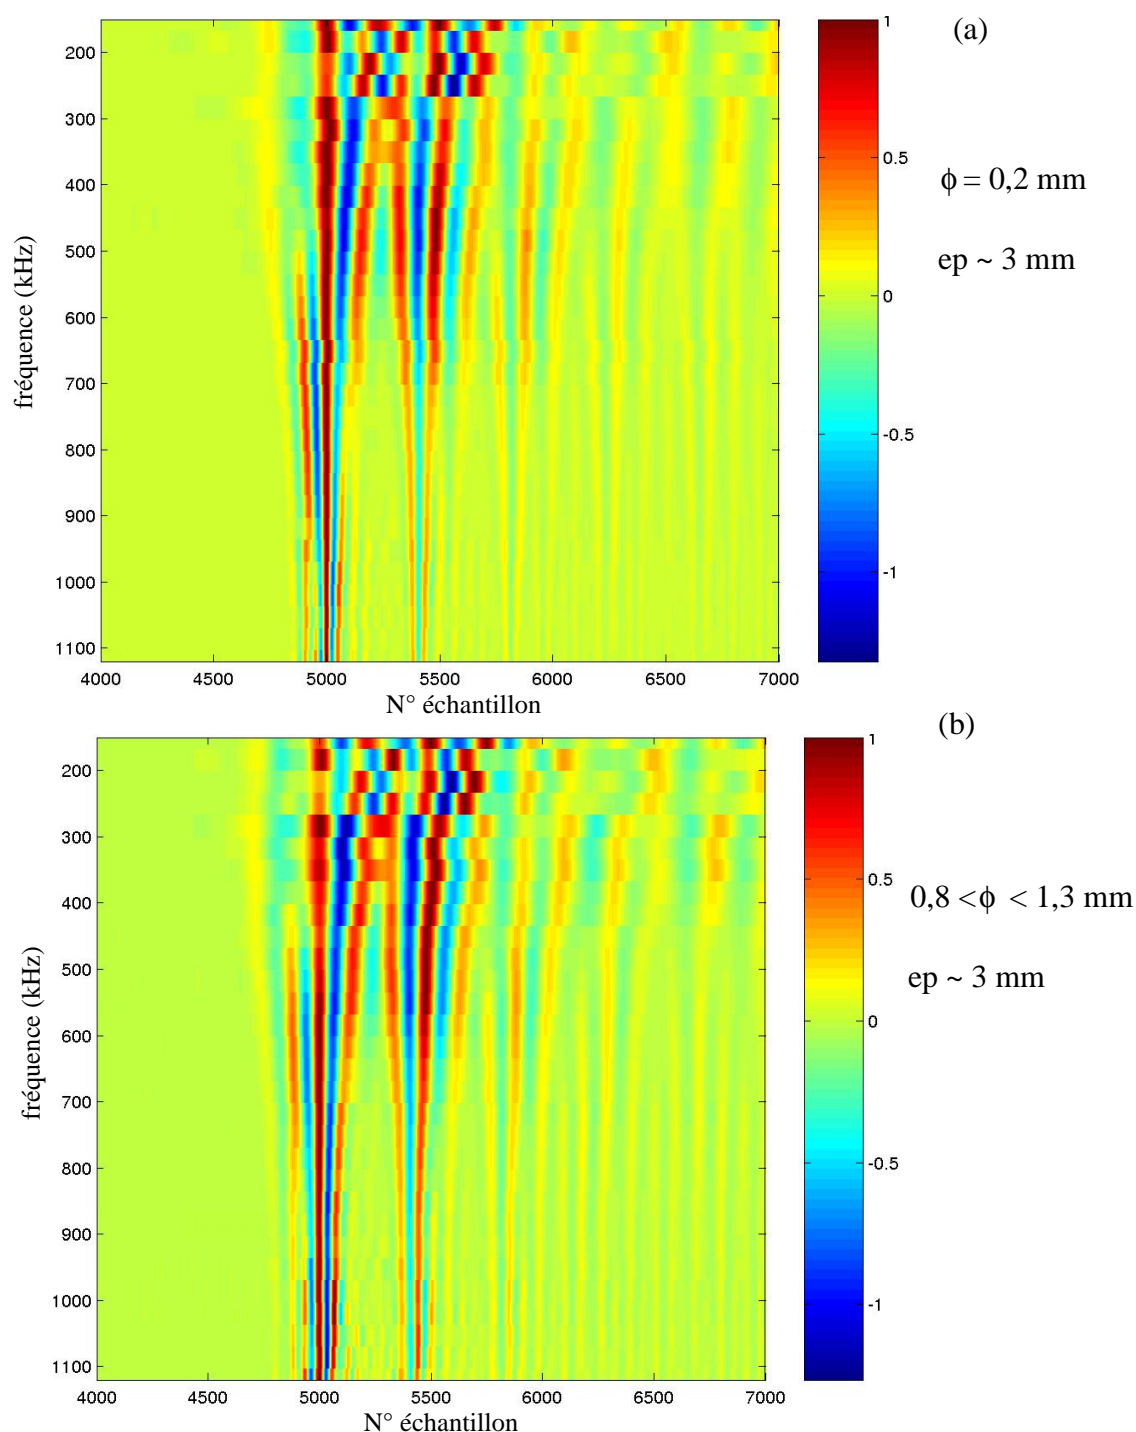 (a)
1
200
300
0.5
400
ϕ = 0,2 mm
500
ep ~ 3 mm
0
600
700
-0.5
800
900
1000
-1
1100
fréquence (kHz)
4000 4500 5000 5500 6000 6500 7000
N° échantillon
(b)
1
200
300
0.5
400
0,8 < ϕ < 1,3 mm
500
ep ~ 3 mm
0
600
700
800
-0.5
900
1000
-1
1100
fréquence (kHz)
4000 4500 5000 5500 6000 6500 7000
N° échantillon